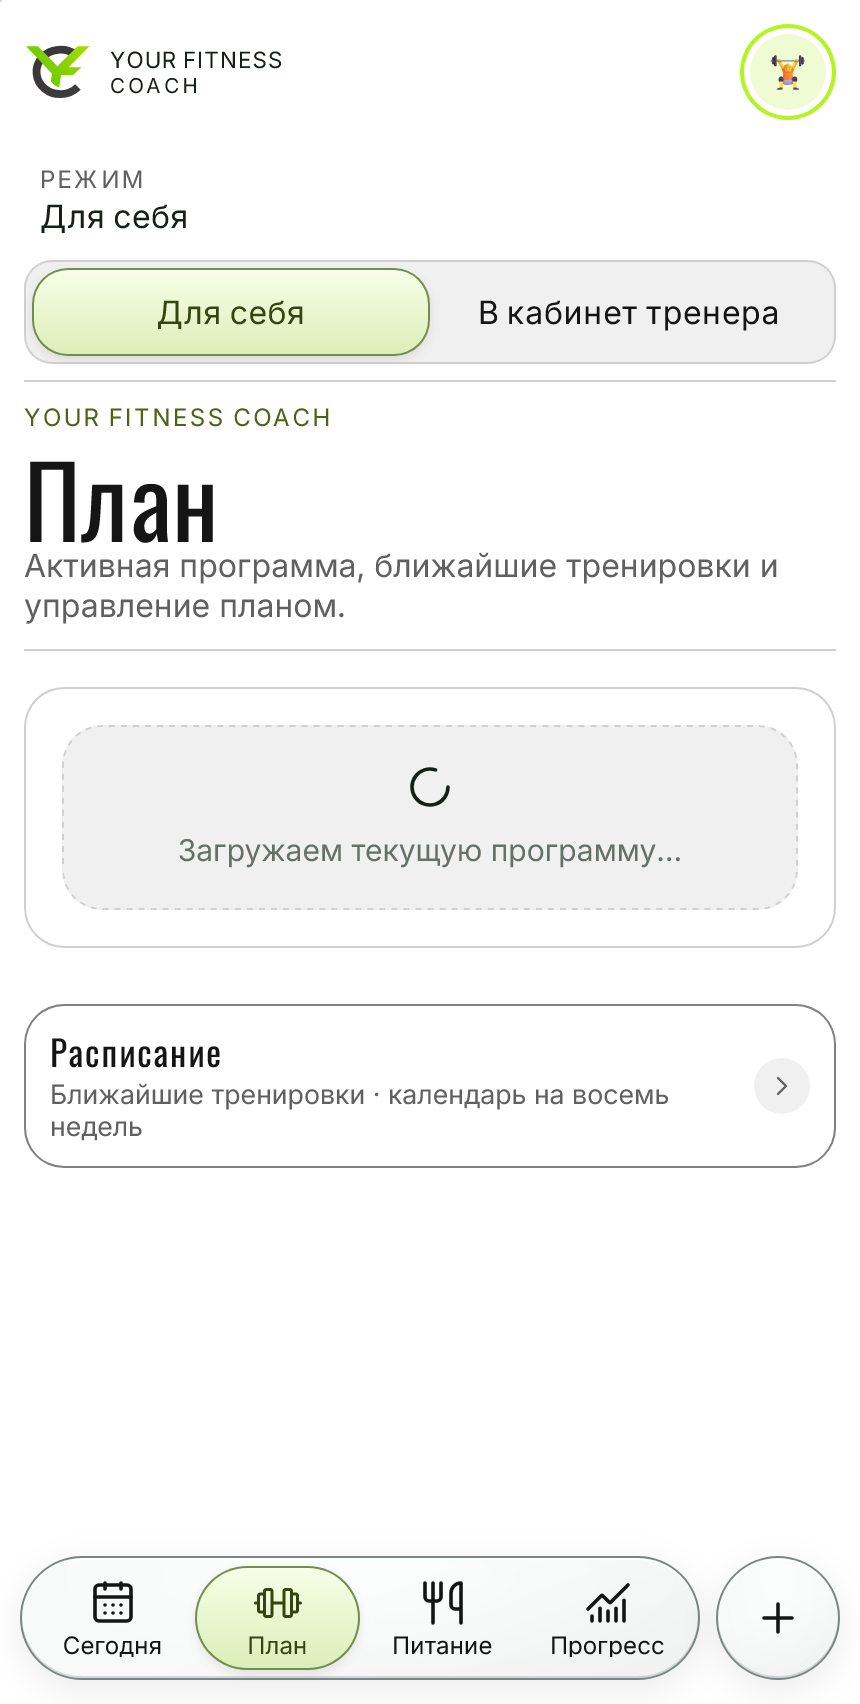 YOUR FITNESS
COACH
РЕЖИМ
Для себя
Для себя
В кабинет тренера
YOUR FITNESS COACH
План
Активная программа, ближайшие тренировки и
управление планом.
Загружаем текущую программу...
Расписание
Ближайшие тренировки · календарь на восемь
недель
Сегодня
План
Питание
Прогресс